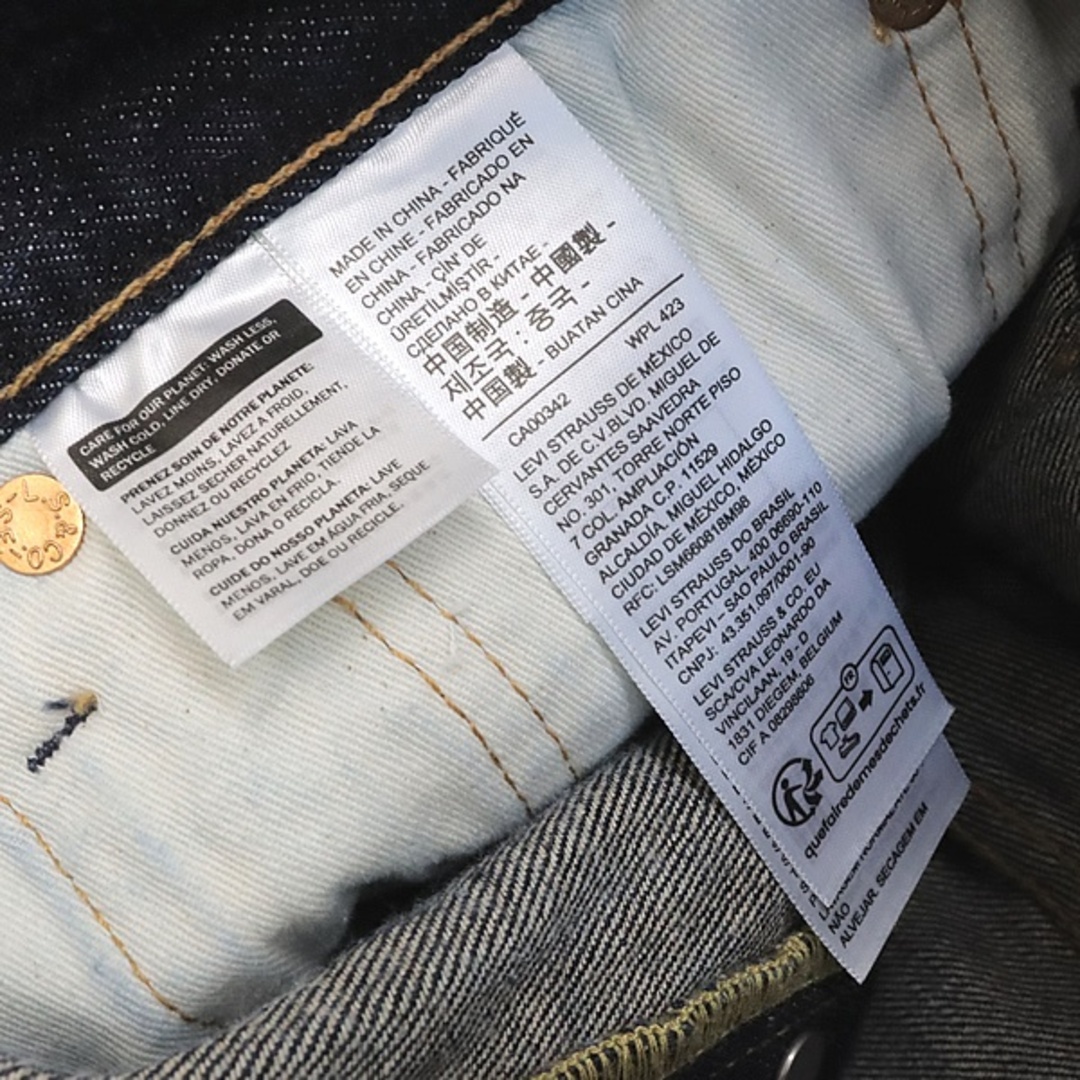 CARE FOR OUR PLANET: WASH LESS,
WASH COLD, LINE DRY, DONATE OR
RECYCLE
PRENEZ SOIN DE NOTRE PLANETE:
LAVEZ MOINS, LAVEZ A FROID,
LAISSEZ SECHER NATURELLEMENT,
DONNEZ OU RECYCLEZ
CUIDA NUESTRO PLANETA: LAVA
MENOS, LAVA EN FRIO, TIENDE LA
ROPA, DONA O RECICLA.
CUIDE DO NOSSO PLANETA: LAVE
MENOS, LAVE EM ÁGUA FRIA, SEQUE
EM VARAL, DOE OU RECICLE.
MADE IN CHINA - FABRIQUÉ
EN CHINE - FABRICADO EN
CHINA - FABRICADO NA
CHINA - ÇIN' DE
ÜRETILMIŞTIR -
СДЕЛАНО В КИТАЕ -
中国制造 - 中國製 -
제조국 : 중국 -
中国製 - BUATAN CINA
CA00342 WPL 423
LEVI STRAUSS DE MÉXICO
S.A. DE C.V. BLVD. MIGUEL DE
CERVANTES SAAVEDRA
NO. 301, TORRE NORTE PISO
7 COL. AMPLIACIÓN
GRANADA C.P. 11529
ALCALDÍA. MIGUEL HIDALGO
CIUDAD DE MÉXICO, MÉXICO
RFC: LSM660818M98
LEVI STRAUSS DO BRASIL
AV. PORTUGAL, 400 06690-110
ITAPEVI – SAO PAULO BRASIL
CNPJ: 43.351.097/0001-90
LEVI STRAUSS & CO. EU
SCA/CVA LEONARDO DA
VINCILAAN, 19 - D
1831 DIEGEM, BELGIUM
CIF A 08298606
FR
quefairedemesdechets.fr
NÃO
ALVEJAR. SECAGEM EM
L.S.&CO.